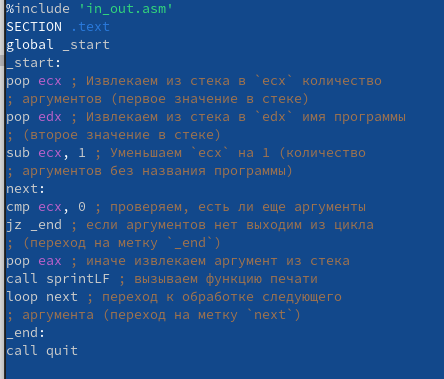 %include 'in_out.asm'
SECTION .text
global _start
_start:
pop ecx ; Извлекаем из стека в `ecx` количество
; аргументов (первое значение в стеке)
pop edx ; Извлекаем из стека в `edx` имя программы
; (второе значение в стеке)
sub ecx, 1 ; Уменьшаем `ecx` на 1 (количество
; аргументов без названия программы)
next:
cmp ecx, 0 ; проверяем, есть ли еще аргументы
jz _end ; если аргументов нет выходим из цикла
; (переход на метку `_end`)
pop eax ; иначе извлекаем аргумент из стека
call sprintLF ; вызываем функцию печати
loop next ; переход к обработке следующего
; аргумента (переход на метку `next`)
_end:
call quit